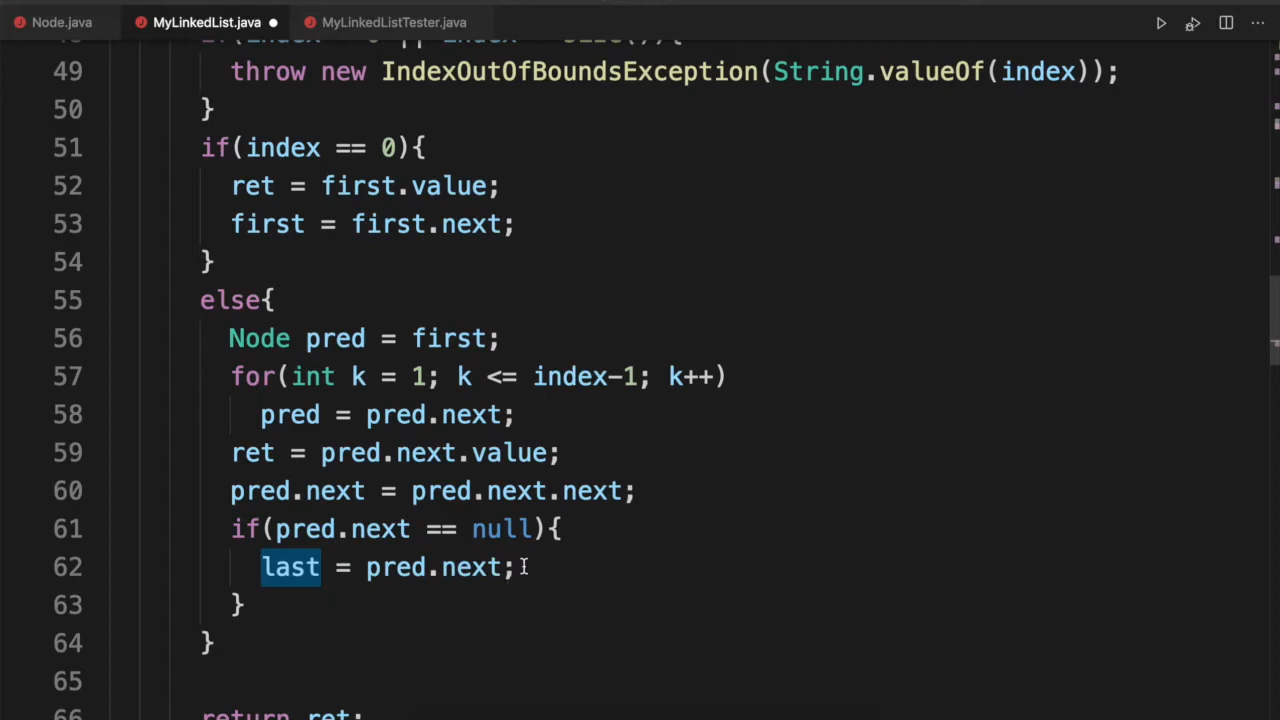 Node.java MyLinkedList.java MyLinkedListTester.java
49 throw new IndexOutOfBoundsException(String.valueOf(index));
50 }
51 if(index == 0){
52 ret = first.value;
53 first = first.next;
54 }
55 else{
56 Node pred = first;
57 for(int k = 1; k <= index-1; k++)
58 pred = pred.next;
59 ret = pred.next.value;
60 pred.next = pred.next.next;
61 if(pred.next == null){
62 last = pred.next;
63 }
64 }
65
66 return ret;